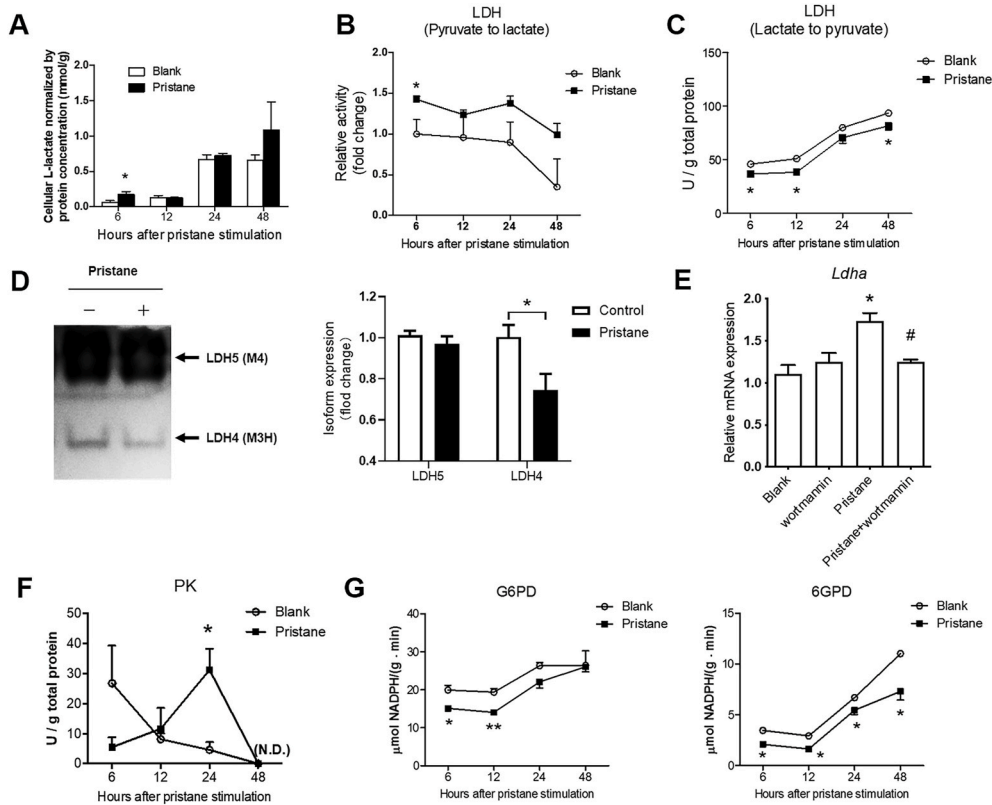 A
Cellular L-lactate normalized by
protein concentration (mmol/g)
2.0
1.5
1.0
0.5
0.0
Blank
Pristane
*
6 12 24 48
Hours after pristane stimulation
B
LDH
(Pyruvate to lactate)
Relative activity
(fold change)
2.0
1.5
1.0
0.5
0.0
Blank
Pristane
*
6 12 24 48
Hours after pristane stimulation
C
LDH
(Lactate to pyruvate)
U / g total protein
150
100
50
0
Blank
Pristane
* * *
6 12 24 48
Hours after pristane stimulation
D
Pristane
− +
LDH5 (M4)
LDH4 (M3H)
Isoform expression
(flod change)
1.2
1.0
0.8
0.6
0.4
Control
Pristane
*
LDH5 LDH4
E
Ldha
Relative mRNA expression
2.0
1.5
1.0
0.5
0.0
*
#
Blank
wortmannin
Pristane
Pristane+wortmannin
F
PK
U / g total protein
50
40
30
20
10
0
Blank
Pristane
*
(N.D.)
6 12 24 48
Hours after pristane stimulation
G
G6PD
μmol NADPH/(g · min)
40
30
20
10
0
Blank
Pristane
* **
6 12 24 48
Hours after pristane stimulation
6GPD
μmol NADPH/(g · min)
15
10
5
0
Blank
Pristane
* * * *
6 12 24 48
Hours after pristane stimulation